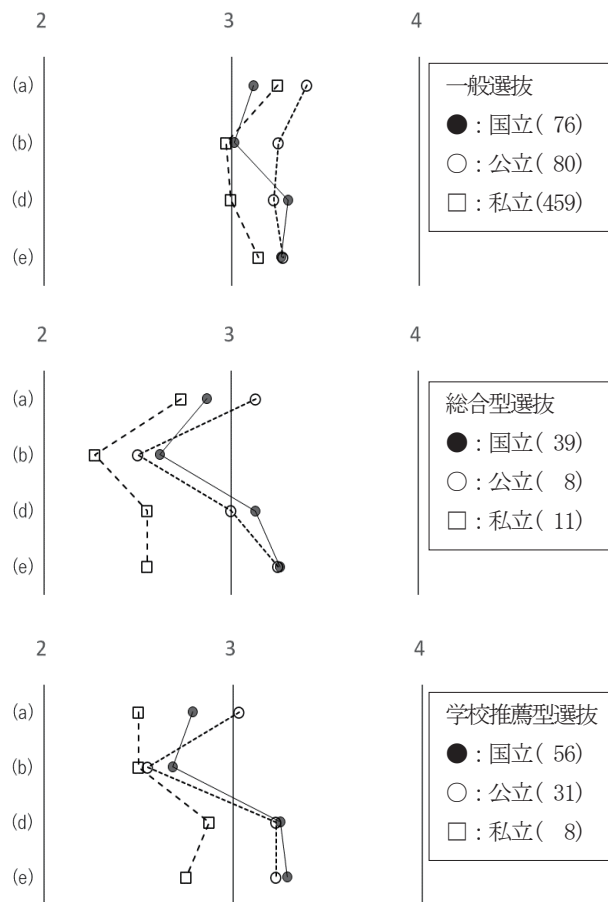 2 3 4
(a)
(b)
(d)
(e)
一般選抜
●：国立( 76)
○：公立( 80)
□：私立(459)
2 3 4
(a)
(b)
(d)
(e)
総合型選抜
●：国立( 39)
○：公立(  8)
□：私立( 11)
2 3 4
(a)
(b)
(d)
(e)
学校推薦型選抜
●：国立( 56)
○：公立( 31)
□：私立(  8)